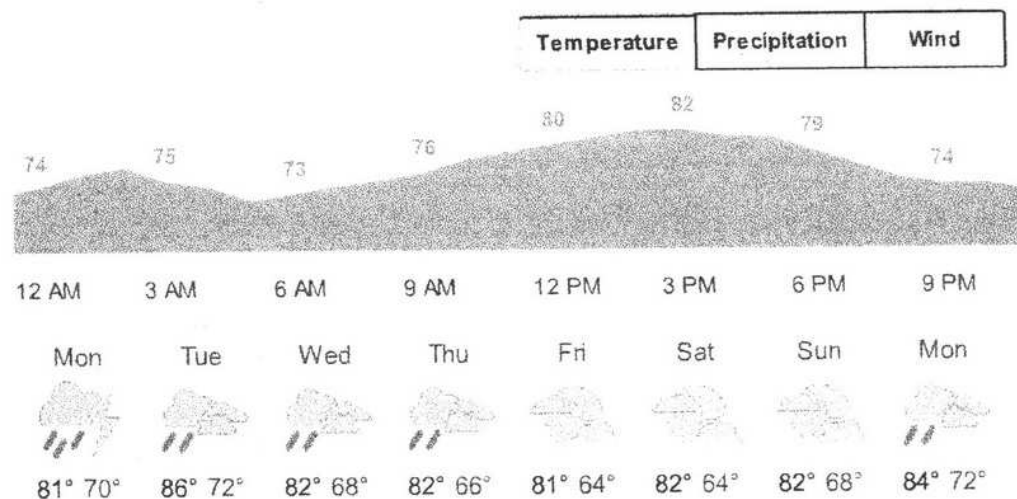 Temperature Precipitation Wind
74 75 73 76 80 82 79 74
12 AM 3 AM 6 AM 9 AM 12 PM 3 PM 6 PM 9 PM
Mon Tue Wed Thu Fri Sat Sun Mon
81° 70° 86° 72° 82° 68° 82° 66° 81° 64° 82° 64° 82° 68° 84° 72°